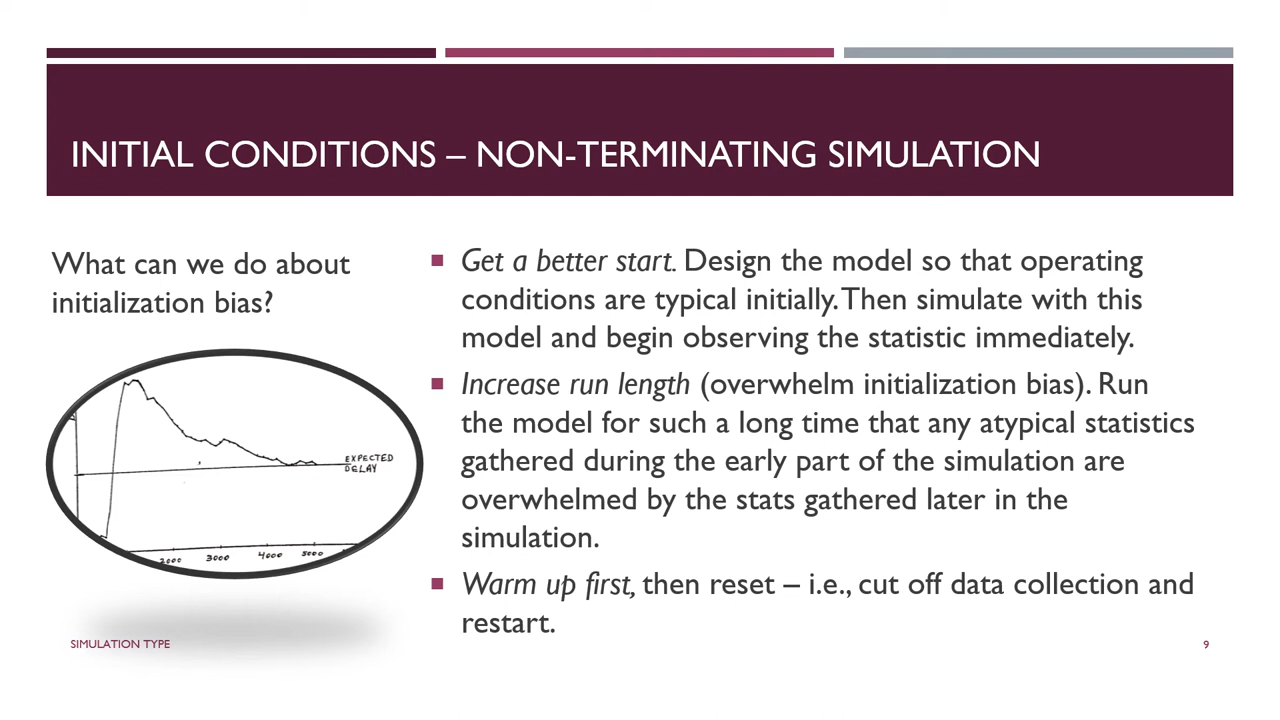 INITIAL CONDITIONS – NON-TERMINATING SIMULATION
What can we do about
initialization bias?
EXPECTED
DELAY
2000 3000 4000 5000
Get a better start. Design the model so that operating
conditions are typical initially. Then simulate with this
model and begin observing the statistic immediately.
Increase run length (overwhelm initialization bias). Run
the model for such a long time that any atypical statistics
gathered during the early part of the simulation are
overwhelmed by the stats gathered later in the
simulation.
Warm up first, then reset – i.e., cut off data collection and
restart.
SIMULATION TYPE
9